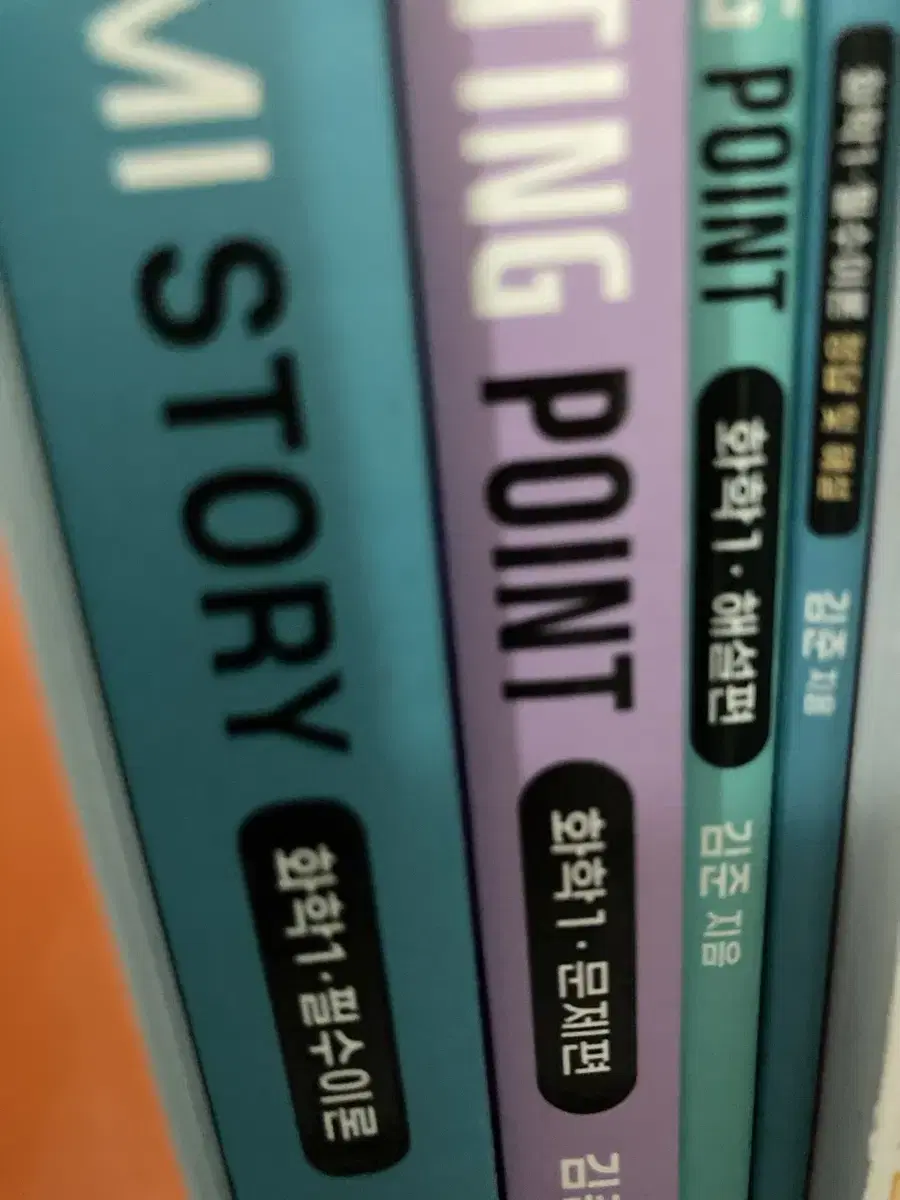 MI STORY 화학1·필수이론
TING POINT 화학1·문제편 김
G POINT 화학1·해설편 김준 지음
화학1·필수이론 정답 및 해설 김준 지음